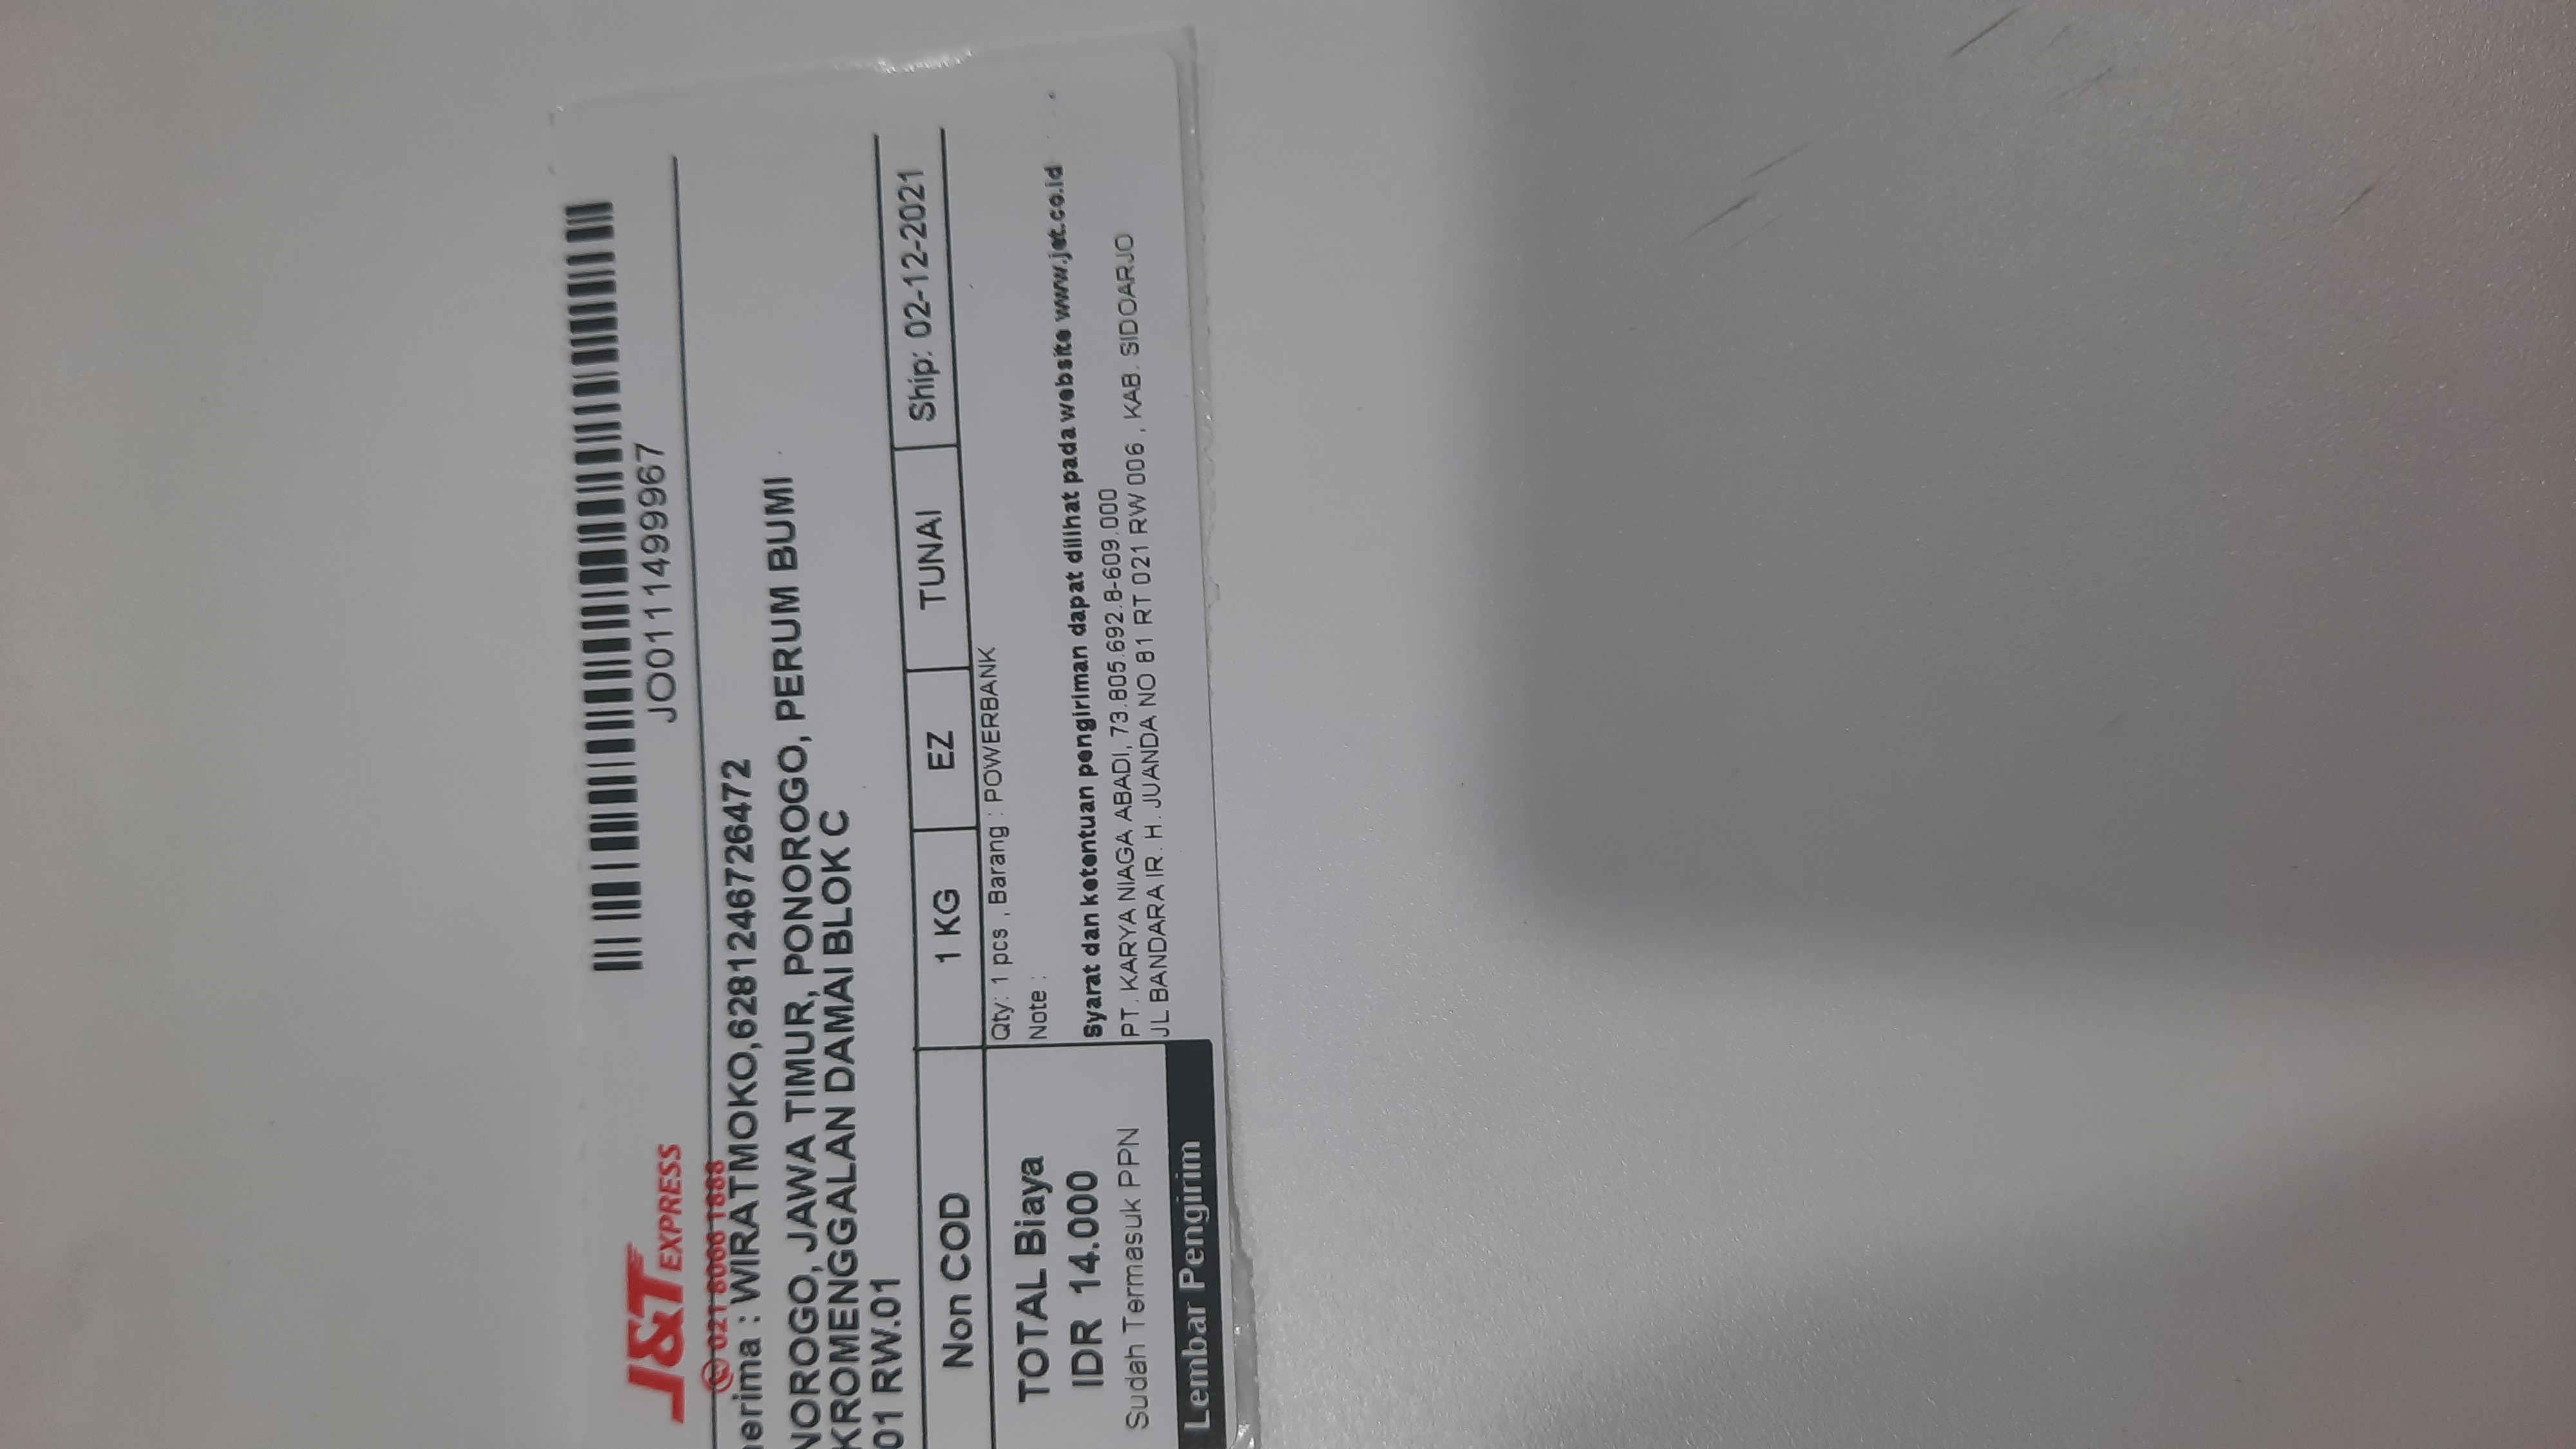 J&T EXPRESS
JO0111499967
021 8066 1888
nerima : WIRATMOKO,6281246726472
NOROGO, JAWA TIMUR, PONOROGO, PERUM BUMI
KROMENGGALAN DAMAI BLOK C
01 RW.01
Non COD 1 KG EZ TUNAI Ship: 02-12-2021
Qty: 1 pcs , Barang : POWERBANK
Note :
TOTAL Biaya
IDR 14.000
Sudah Termasuk PPN
Syarat dan ketentuan pengiriman dapat dilihat pada website www.jet.co.id
PT. KARYA NIAGA ABADI, 73.805.692.8-609.000
JL BANDARA IR. H. JUANDA NO 81 RT 021 RW 006 , KAB. SIDOARJO
Lembar Pengirim